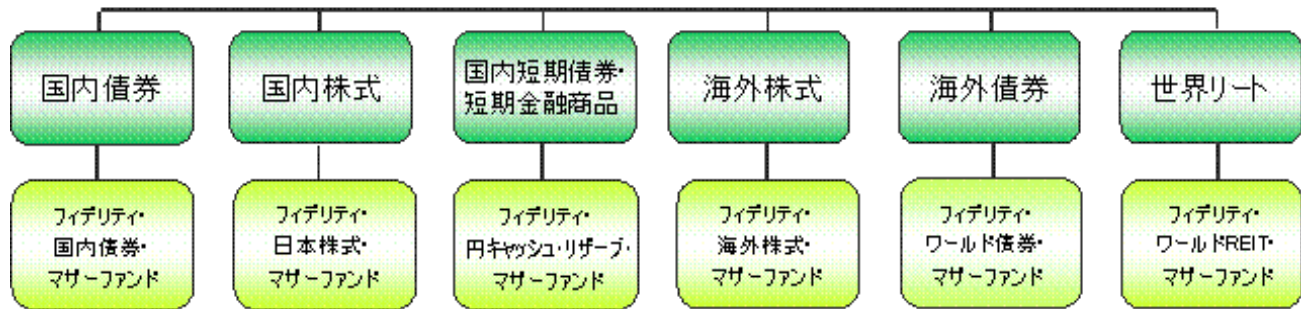 国内債券
国内株式
国内短期債券・
短期金融商品
海外株式
海外債券
世界リート
フィデリティ・
国内債券・
マザーファンド
フィデリティ・
日本株式・
マザーファンド
フィデリティ・
円キャッシュ・リザーブ・
マザーファンド
フィデリティ・
海外株式・
マザーファンド
フィデリティ・
ワールド債券・
マザーファンド
フィデリティ・
ワールドREIT・
マザーファンド